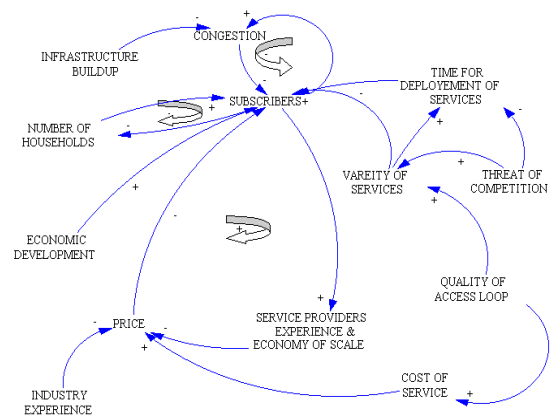 CONGESTION
INFRASTRUCTURE
BUILDUP
TIME FOR
DEPLOYEMENT OF
SERVICES
SUBSCRIBERS+
NUMBER OF
HOUSEHOLDS
VAREITY OF
SERVICES
THREAT OF
COMPETITION
ECONOMIC
DEVELOPMENT
QUALITY OF
ACCESS LOOP
PRICE
SERVICE PROVIDERS
EXPERIENCE &
ECONOMY OF SCALE
COST OF
SERVICE
INDUSTRY
EXPERIENCE